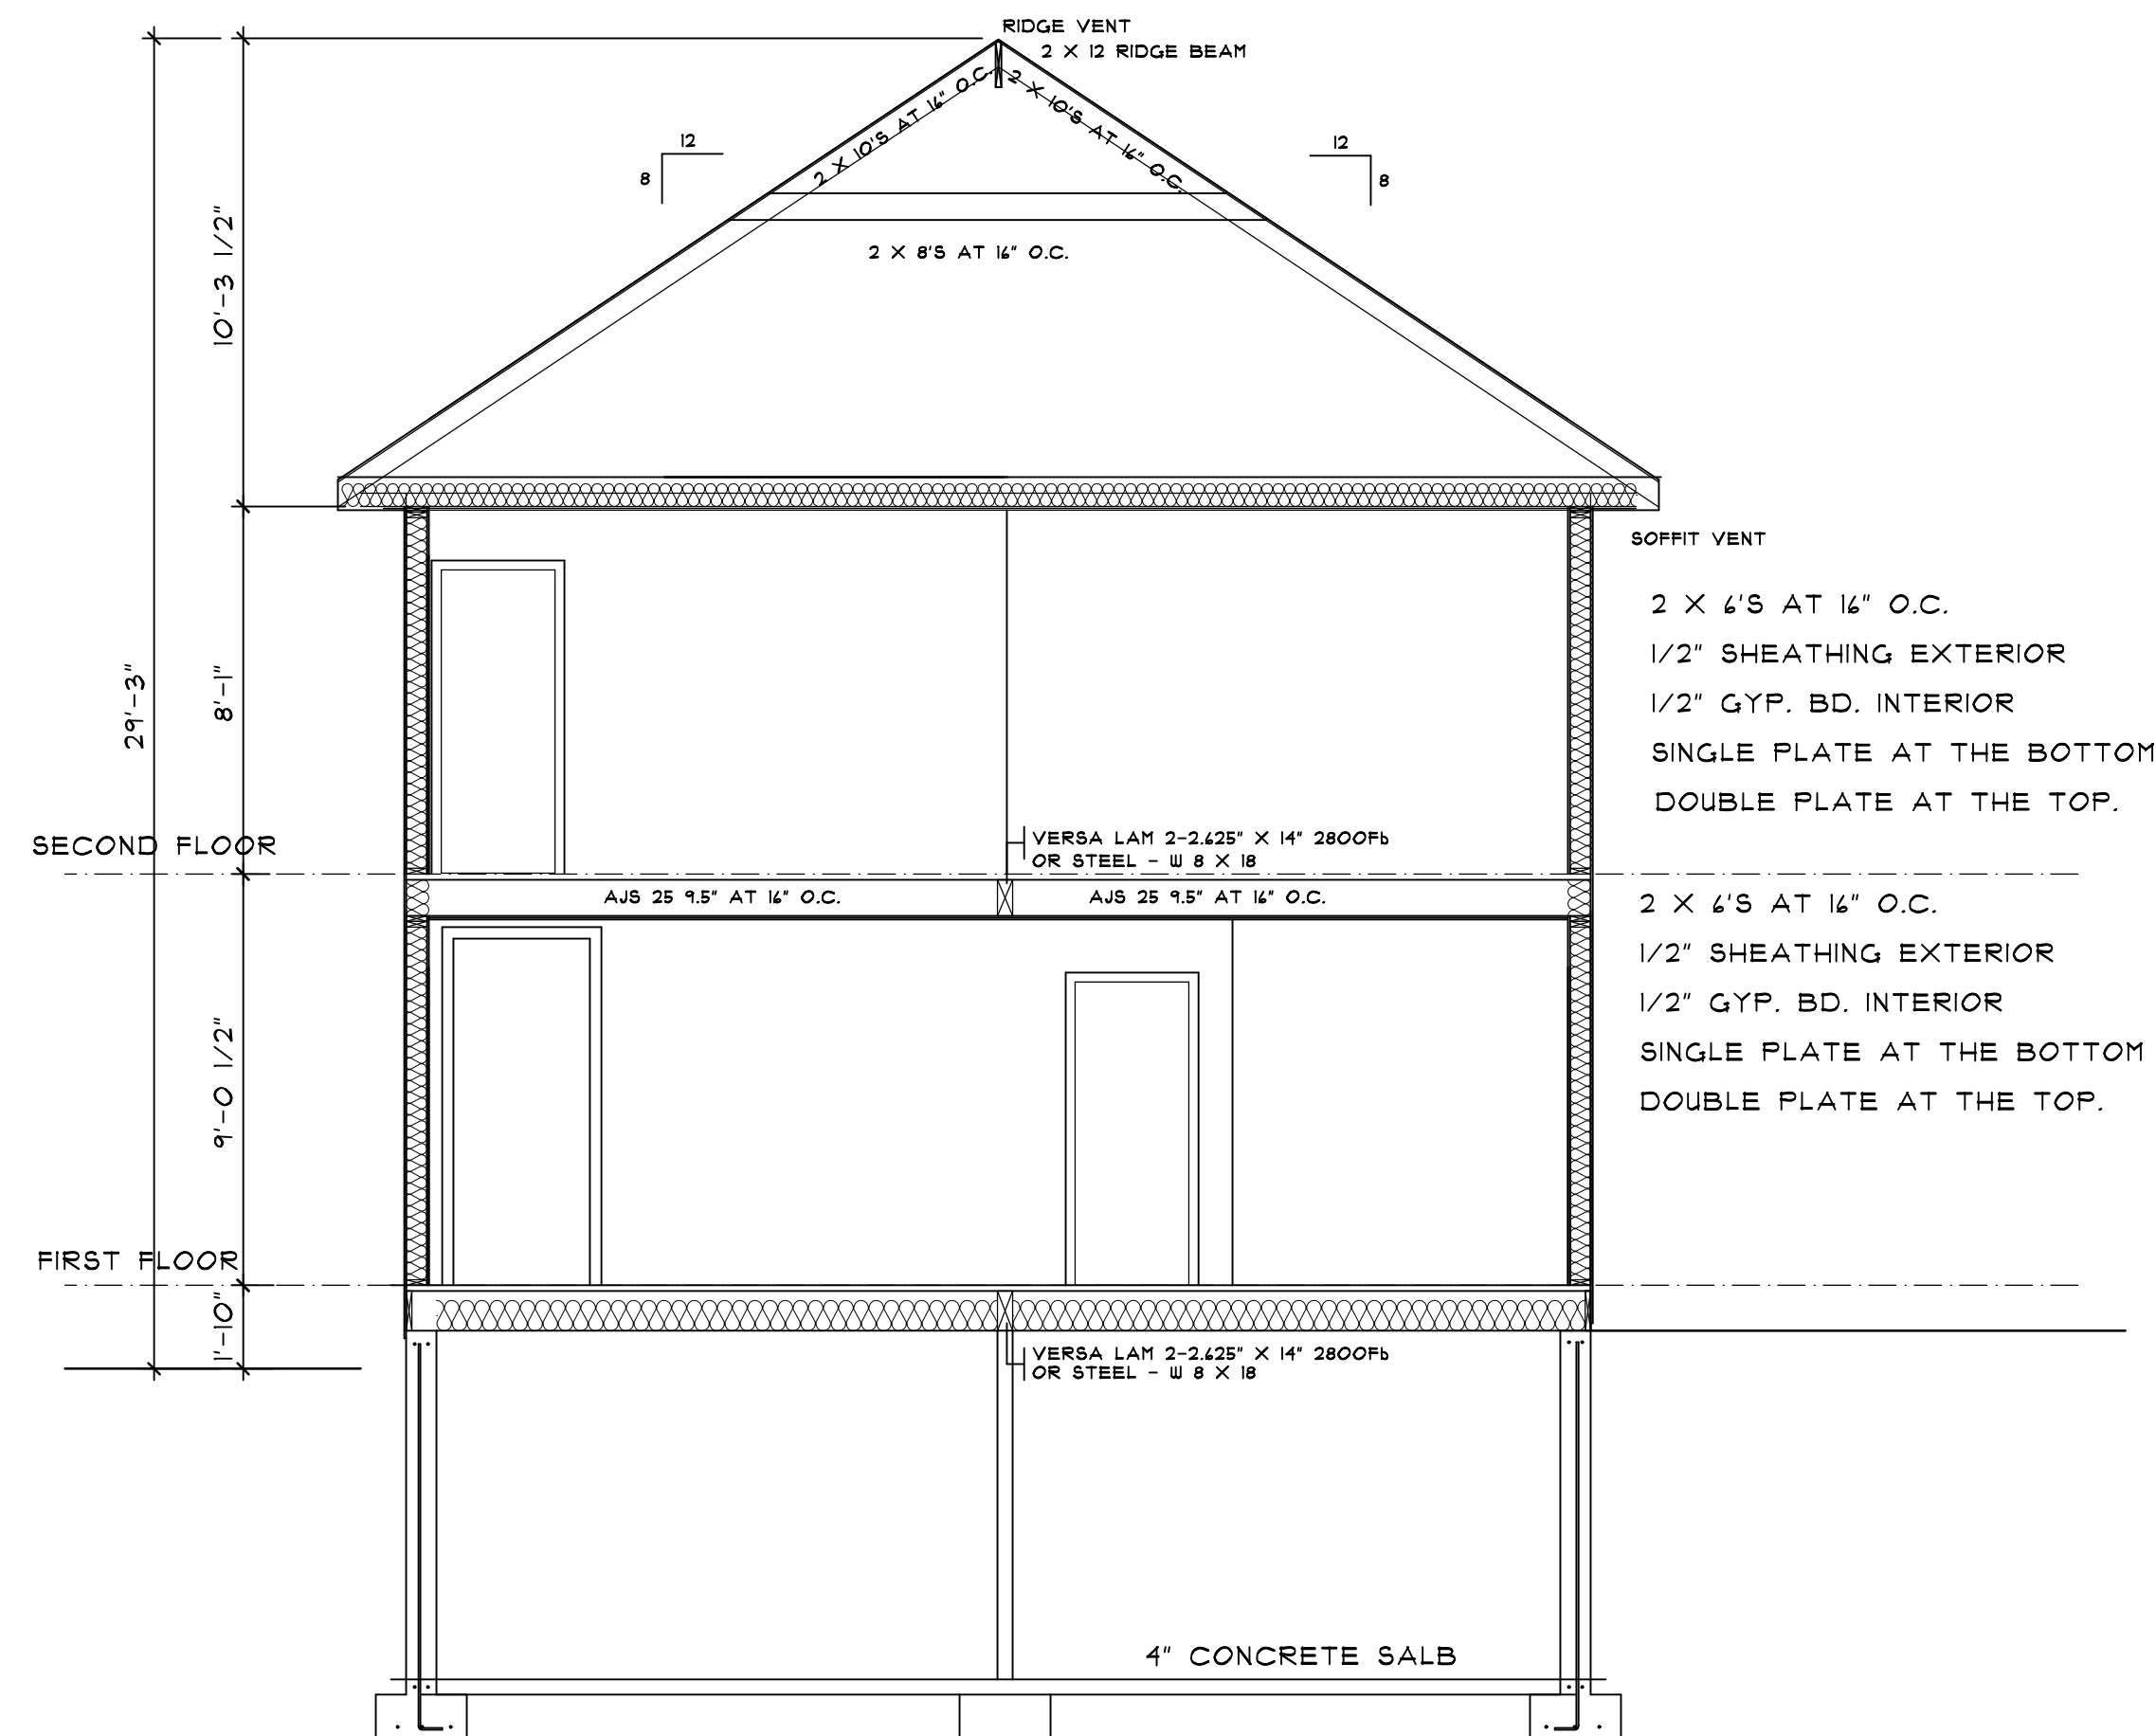 RIDGE VENT
2 X 12 RIDGE BEAM
2 X 10'S AT 16" O.C.
2 X 10'S AT 16" O.C.
12
8
12
8
2 X 8'S AT 16" O.C.
10'-3 1/2"
29'-3"
8'-1"
9'-0 1/2"
1'-10"
SOFFIT VENT
2 X 6'S AT 16" O.C.
1/2" SHEATHING EXTERIOR
1/2" GYP. BD. INTERIOR
SINGLE PLATE AT THE BOTTOM
DOUBLE PLATE AT THE TOP.
SECOND FLOOR
VERSA LAM 2-2.625" X 14" 2800Fb
OR STEEL - W 8 X 18
AJS 25 9.5" AT 16" O.C.
AJS 25 9.5" AT 16" O.C.
2 X 6'S AT 16" O.C.
1/2" SHEATHING EXTERIOR
1/2" GYP. BD. INTERIOR
SINGLE PLATE AT THE BOTTOM
DOUBLE PLATE AT THE TOP.
FIRST FLOOR
VERSA LAM 2-2.625" X 14" 2800Fb
OR STEEL - W 8 X 18
4" CONCRETE SALB